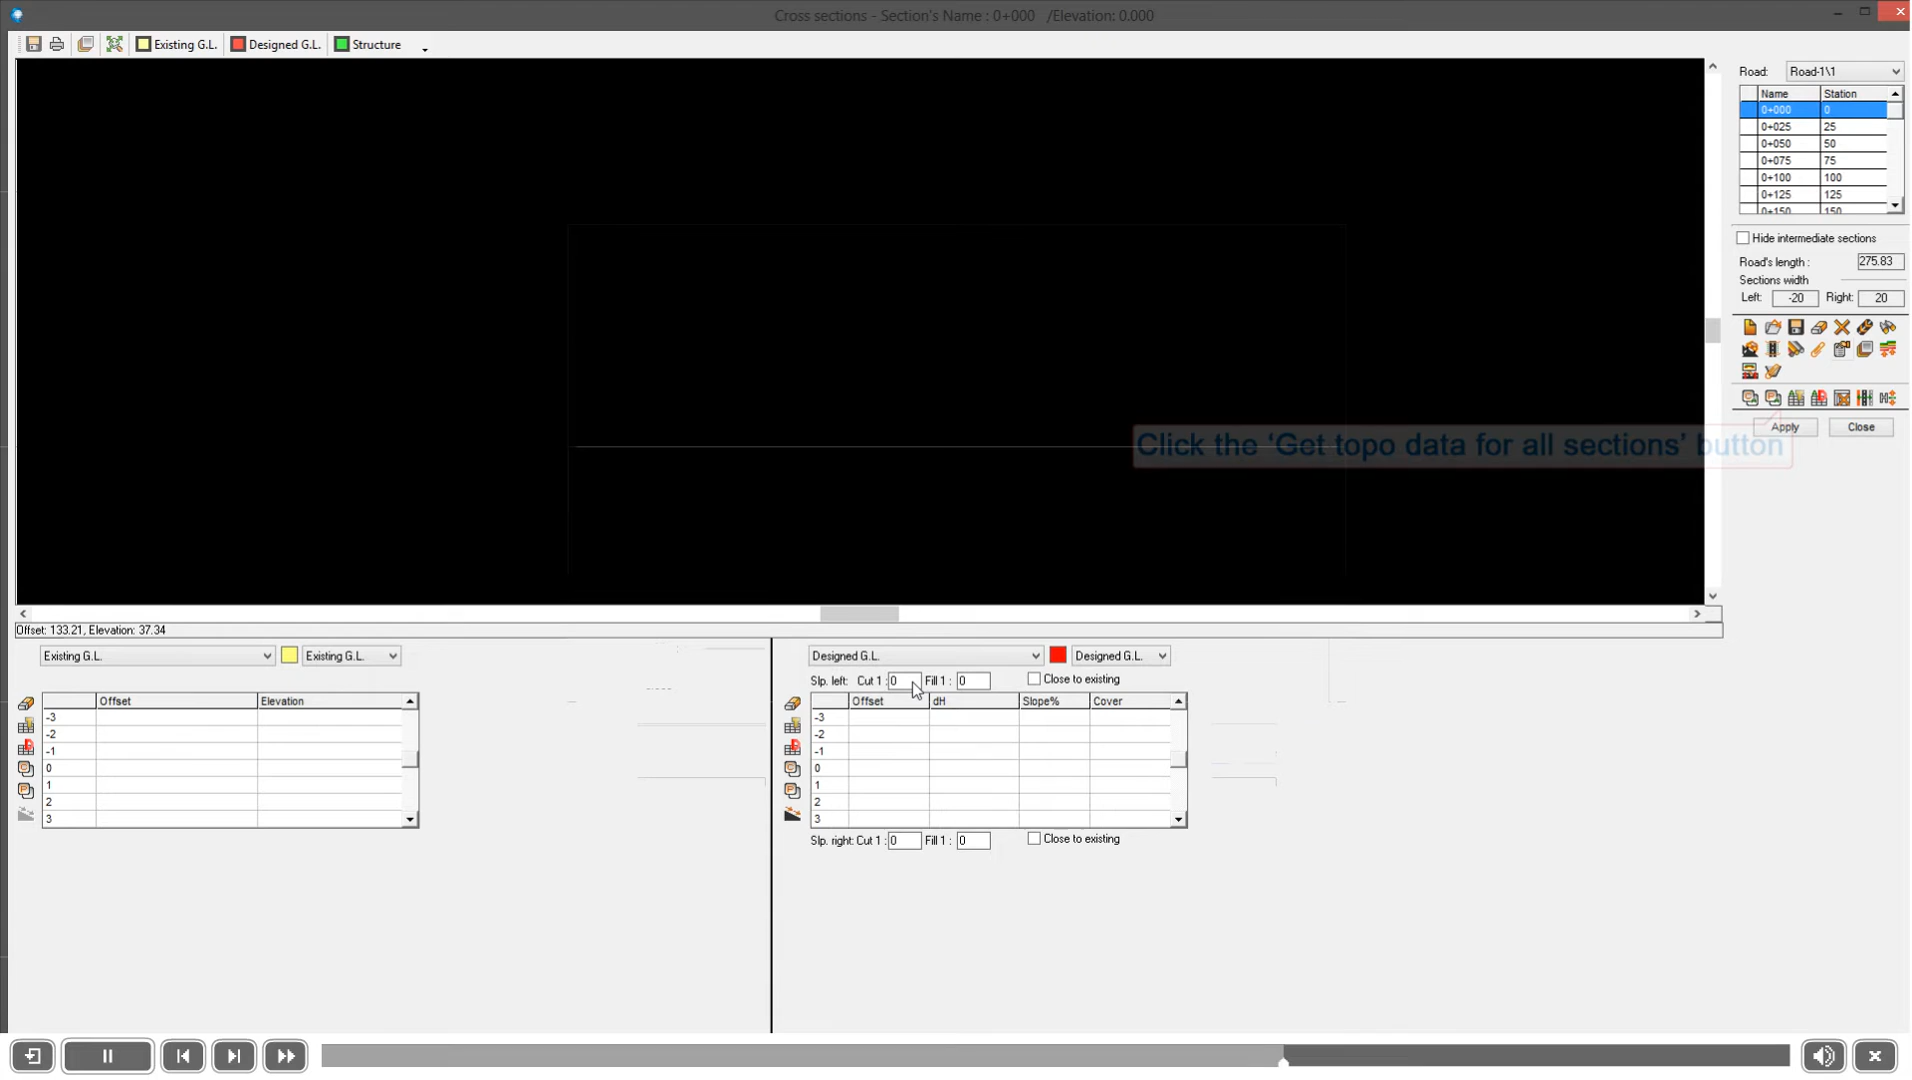 Cross sections - Section's Name : 0+000 /Elevation: 0.000
Existing G.L. Designed G.L. Structure
Road: Road-1\1
Name Station
0+000 0
0+025 25
0+050 50
0+075 75
0+100 100
0+125 125
0+150 150
Hide intermediate sections
Road's length : 275.83
Sections width
Left: -20 Right: 20
Apply Close
Click the ‘Get topo data for all sections’ button
Offset: 133.21, Elevation: 37.34
Existing G.L. Existing G.L.
Offset Elevation
-3
-2
-1
0
1
2
3
Designed G.L. Designed G.L.
Slp. left: Cut 1 : 0 Fill 1 : 0 Close to existing
Offset dH Slope% Cover
-3
-2
-1
0
1
2
3
Slp. right: Cut 1 : 0 Fill 1 : 0 Close to existing